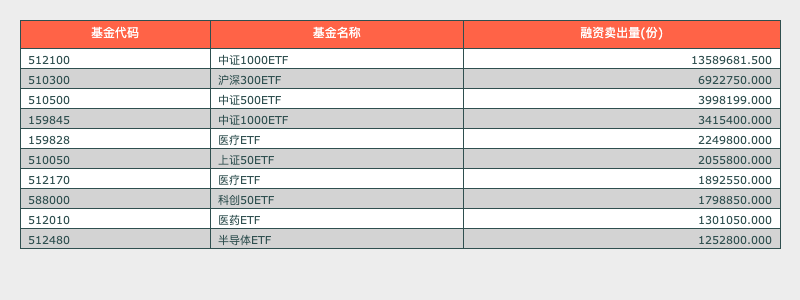 基金代码 基金名称 融资卖出量(份)
512100 中证1000ETF 13589681.500
510300 沪深300ETF 6922750.000
510500 中证500ETF 3998199.000
159845 中证1000ETF 3415400.000
159828 医疗ETF 2249800.000
510050 上证50ETF 2055800.000
512170 医疗ETF 1892550.000
588000 科创50ETF 1798850.000
512010 医药ETF 1301050.000
512480 半导体ETF 1252800.000